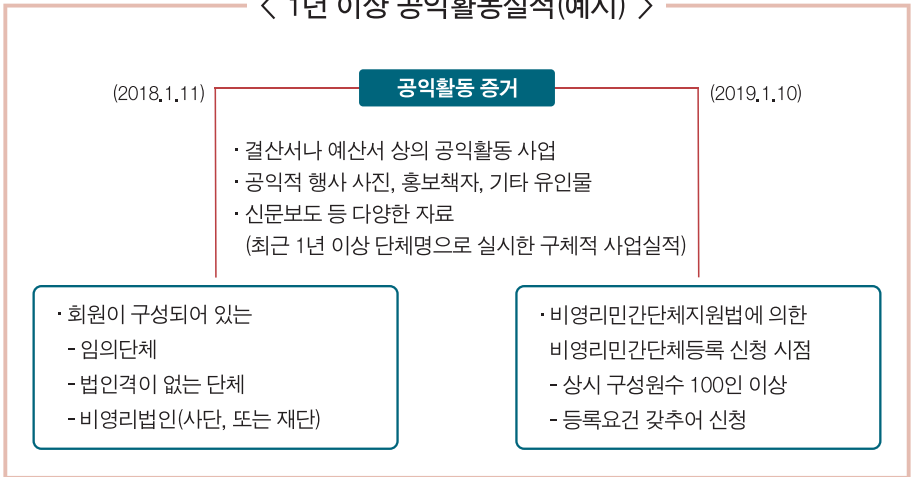 < 1년 이상 공익활동실적(예시) >
(2018.1.11)
공익활동 증거
(2019.1.10)
· 결산서나 예산서 상의 공익활동 사업
· 공익적 행사 사진, 홍보책자, 기타 유인물
· 신문보도 등 다양한 자료
(최근 1년 이상 단체명으로 실시한 구체적 사업실적)
· 회원이 구성되어 있는
- 임의단체
- 법인격이 없는 단체
- 비영리법인(사단, 또는 재단)
· 비영리민간단체지원법에 의한
비영리민간단체등록 신청 시점
- 상시 구성원수 100인 이상
- 등록요건 갖추어 신청